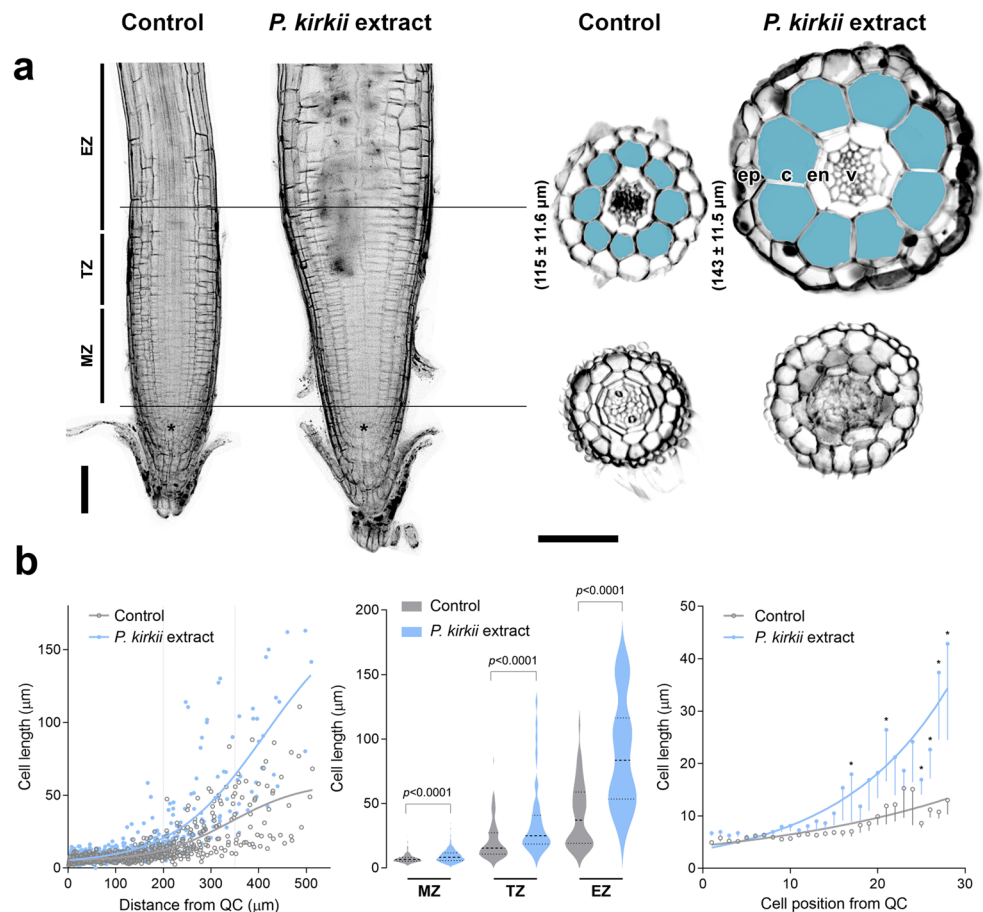 Control
P. kirkii extract
Control
P. kirkii extract
a
EZ
TZ
MZ
*
*
(115 ± 11.6 µm)
(143 ± 11.5 µm)
ep
c
en
v
b
Control
P. kirkii extract
Cell length (µm)
150
100
50
0
0
100
200
300
400
500
Distance from QC (µm)
Control
P. kirkii extract
Cell length (µm)
200
150
100
50
0
p<0.0001
p<0.0001
p<0.0001
MZ
TZ
EZ
Control
P. kirkii extract
Cell length (µm)
50
40
30
20
10
0
*
*
*
*
*
*
0
10
20
30
Cell position from QC